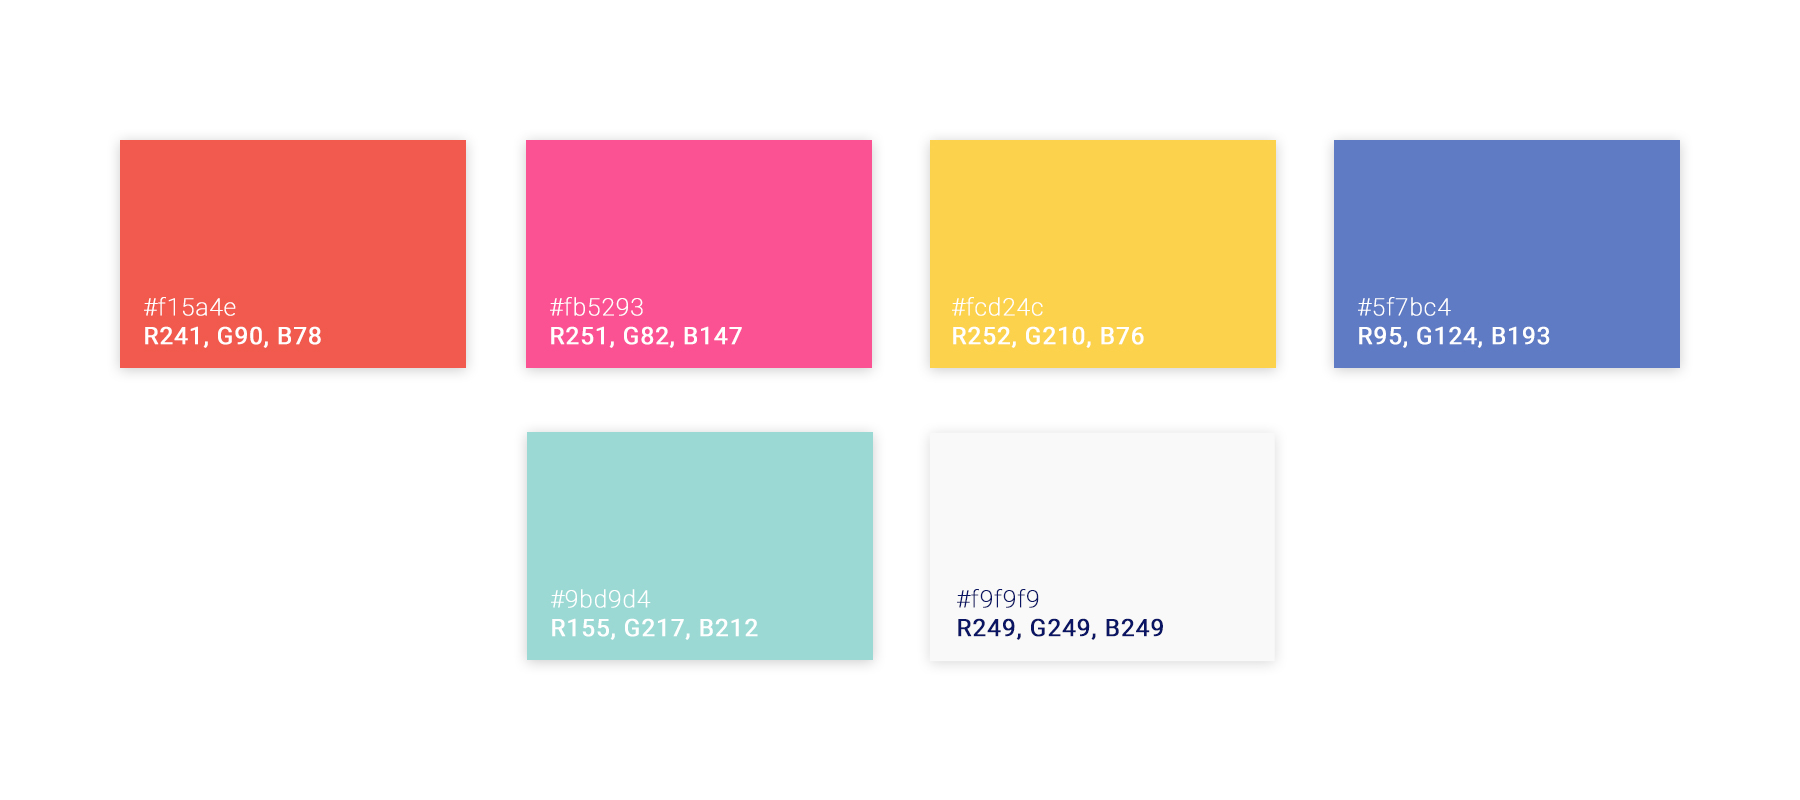 #f15a4e
R241, G90, B78
#fb5293
R251, G82, B147
#fcd24c
R252, G210, B76
#5f7bc4
R95, G124, B193
#9bd9d4
R155, G217, B212
#f9f9f9
R249, G249, B249